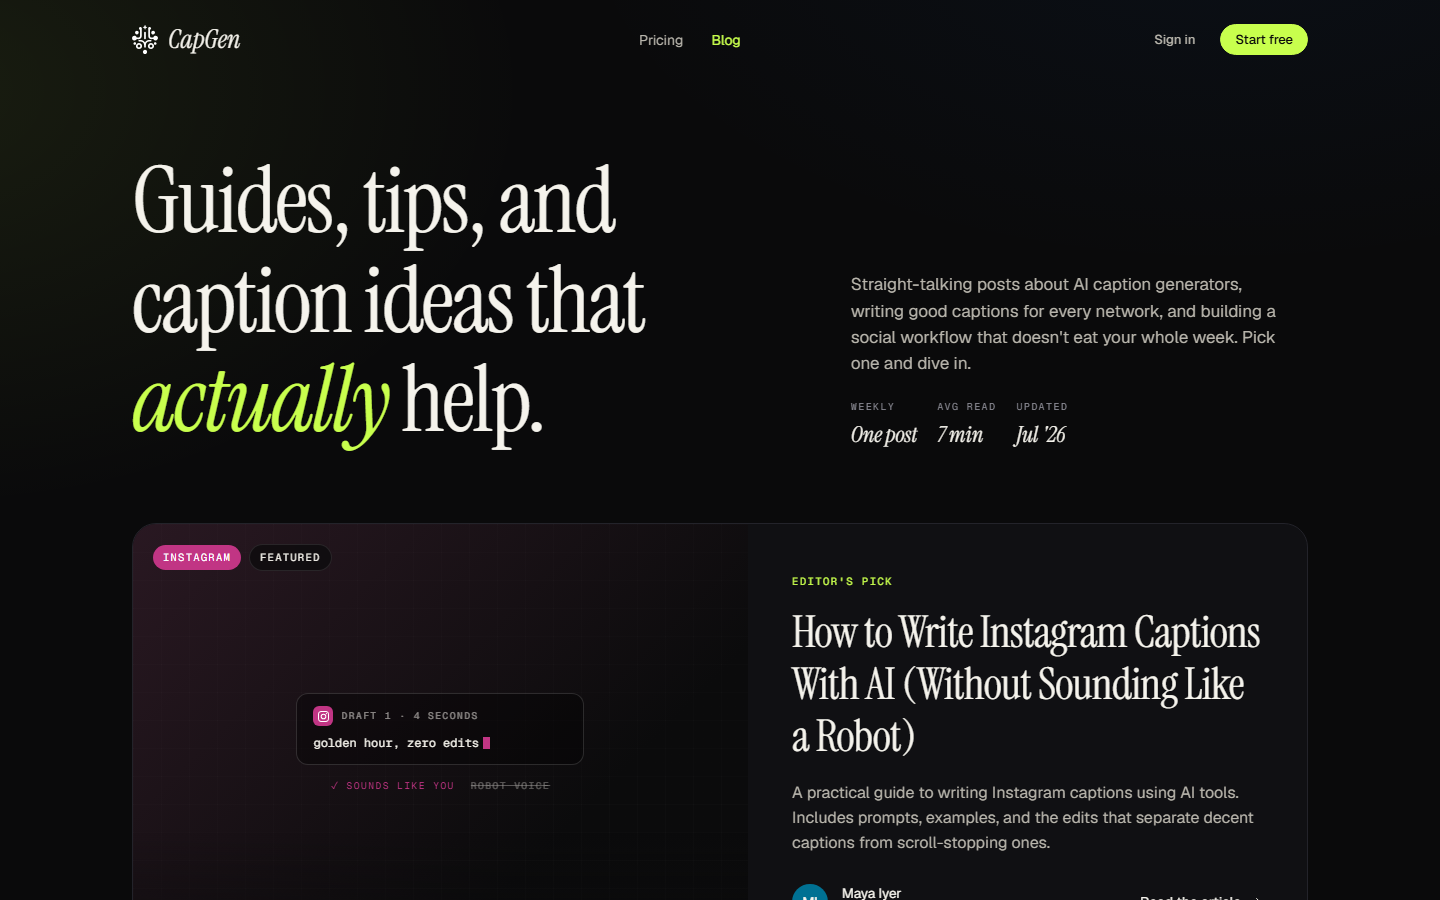 CapGen
Pricing
Blog
Sign in
Start free
Guides, tips, and
caption ideas that
actually help.
Straight-talking posts about AI caption generators,
writing good captions for every network, and building a
social workflow that doesn't eat your whole week. Pick
one and dive in.
WEEKLY
One post
AVG READ
7 min
UPDATED
Jul '26
INSTAGRAM
FEATURED
DRAFT 1 · 4 SECONDS
golden hour, zero edits
✓ SOUNDS LIKE YOU
ROBOT VOICE
EDITOR'S PICK
How to Write Instagram Captions
With AI (Without Sounding Like
a Robot)
A practical guide to writing Instagram captions using AI tools.
Includes prompts, examples, and the edits that separate decent
captions from scroll-stopping ones.
Maya Iyer